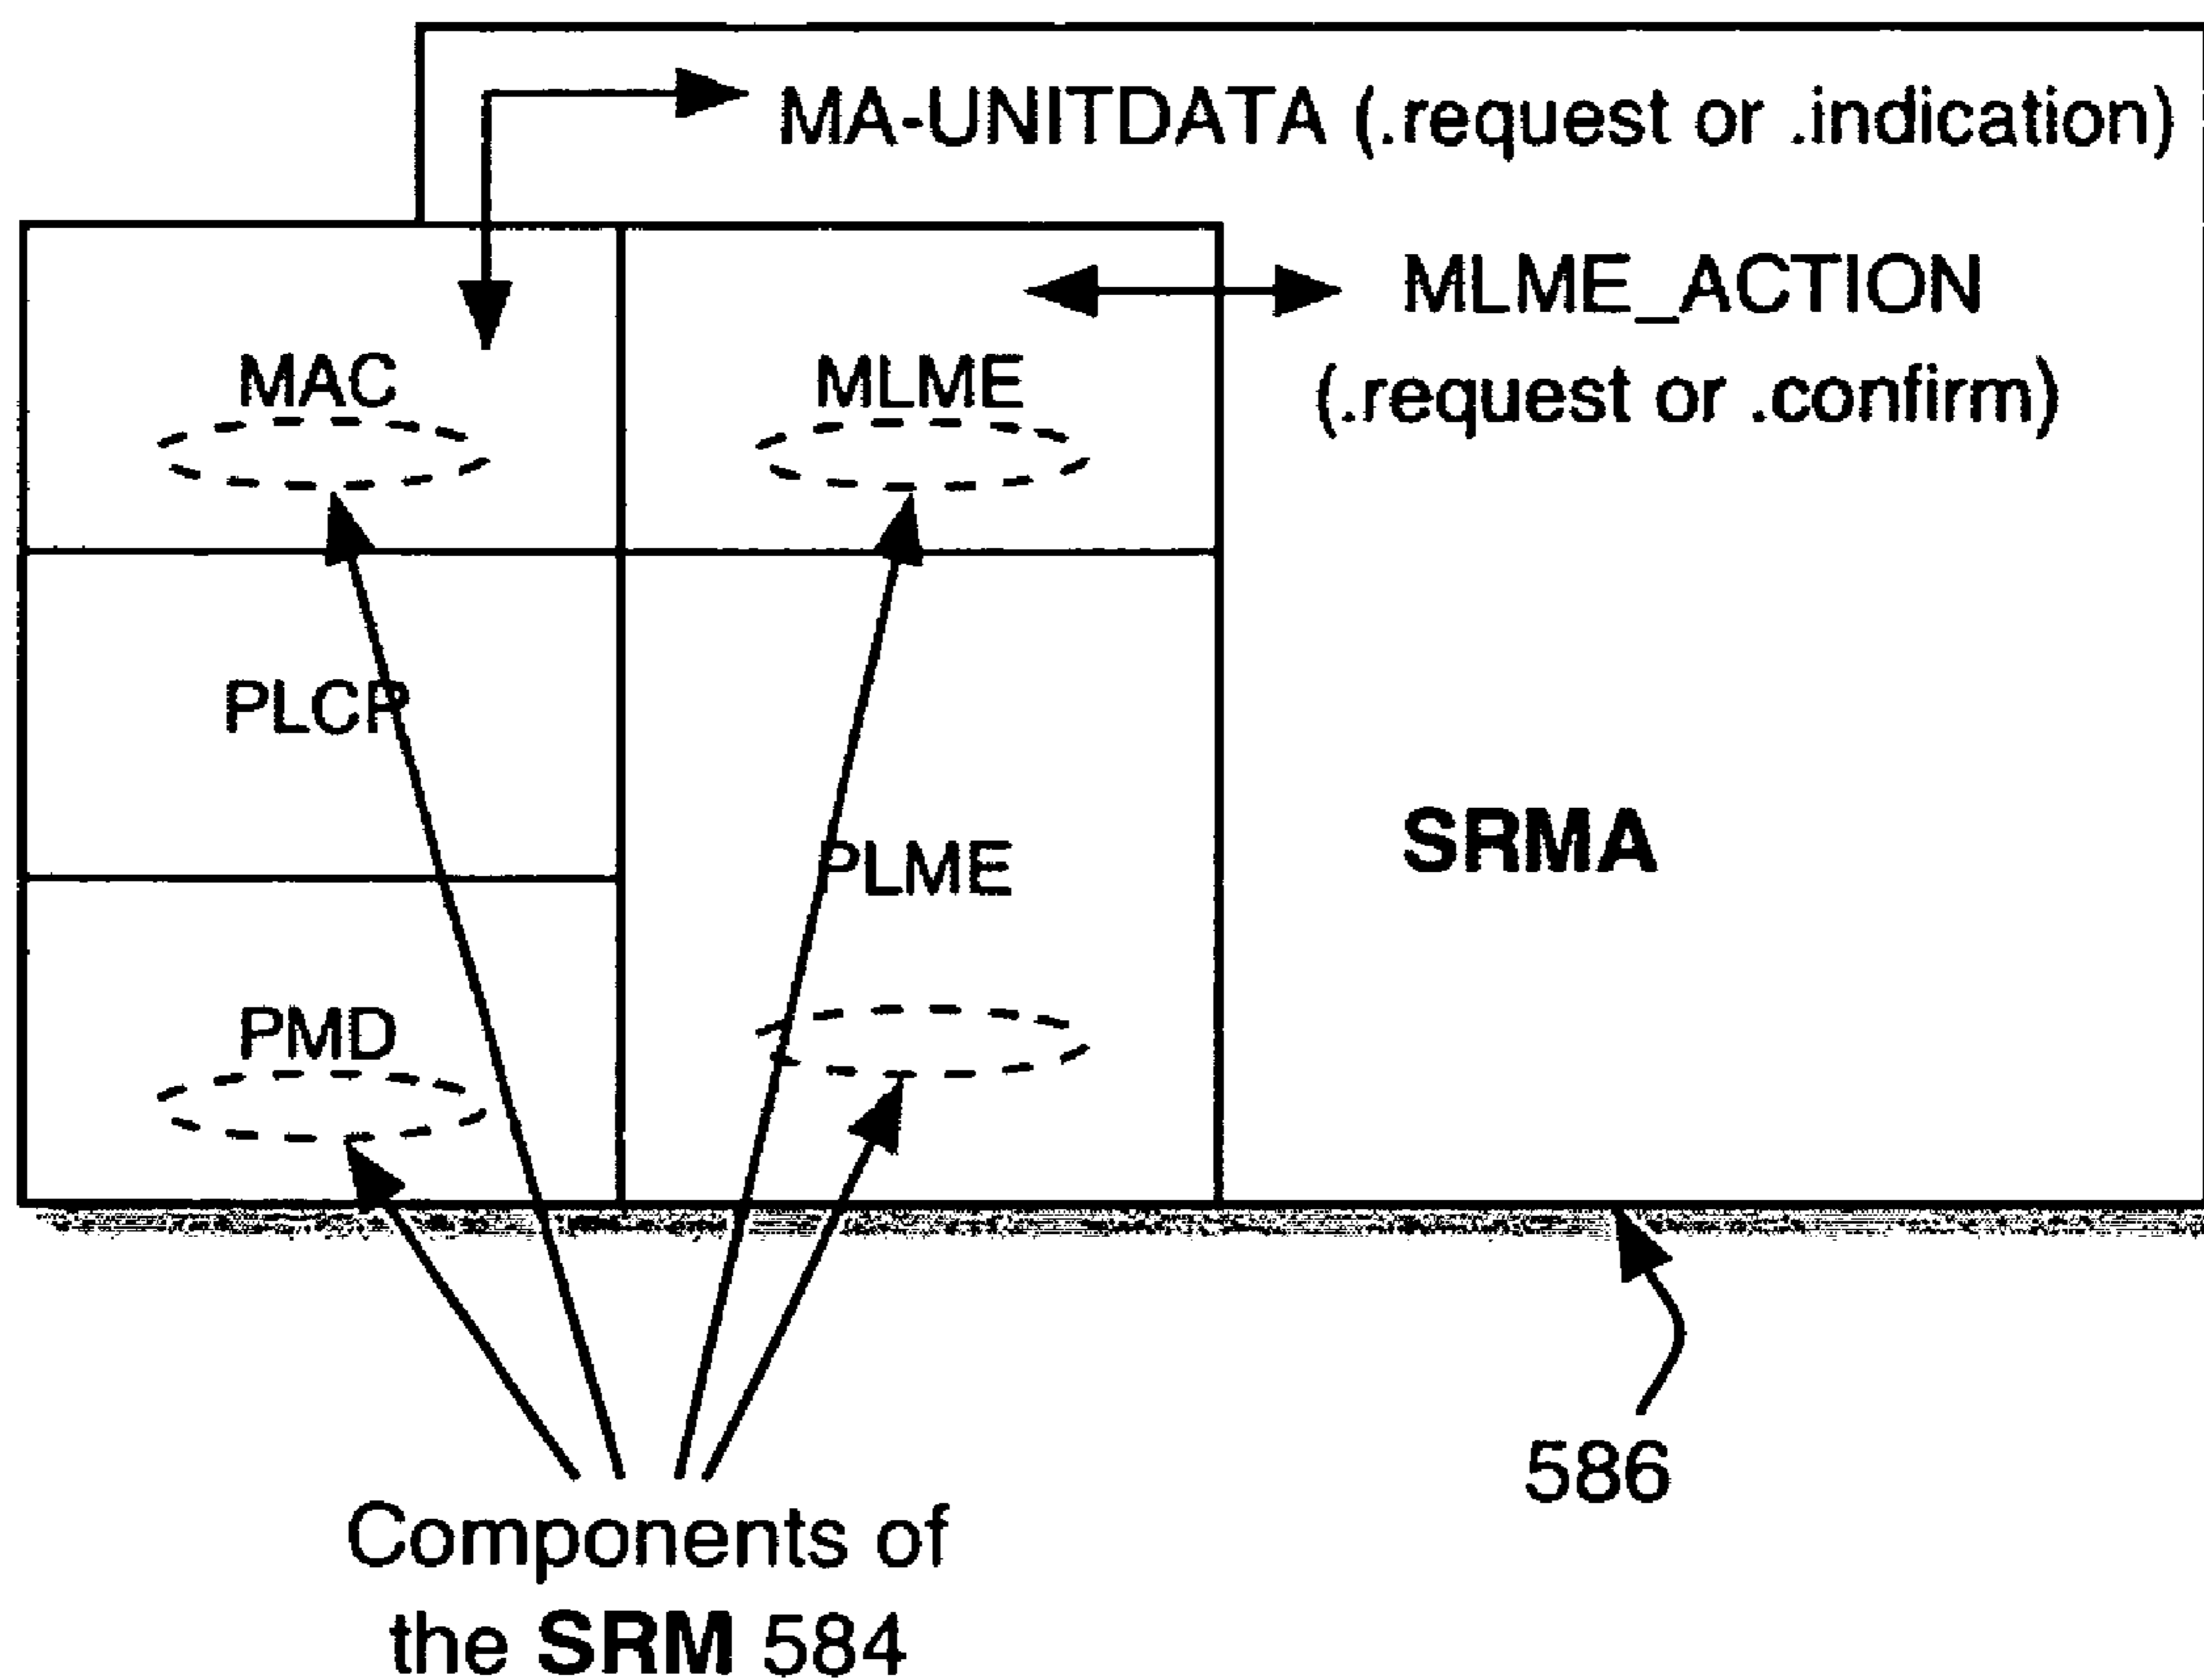 MA-UNITDATA (.request or .indication)
MLME_ACTION
(.request or .confirm)
MAC
MLME
PLCP
PLME
SRMA
PMD
586
Components of
the SRM 584